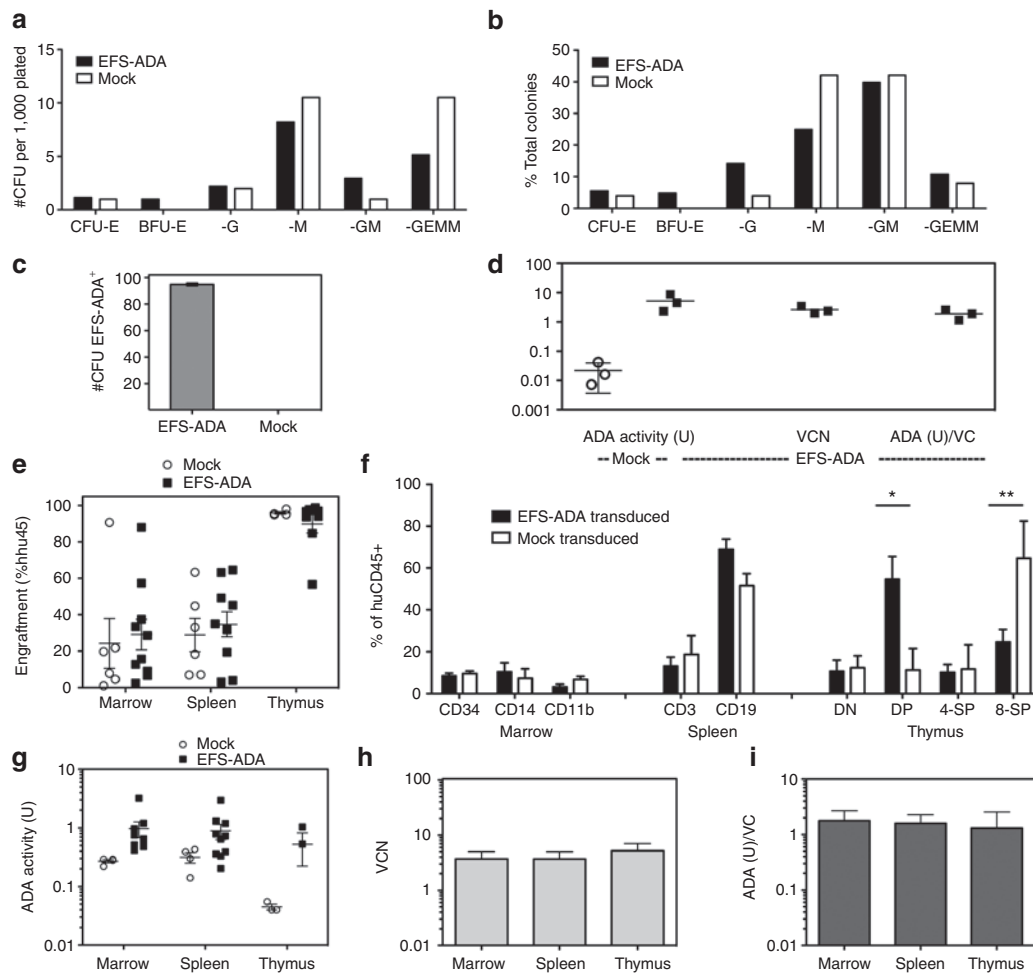 a
#CFU per 1,000 plated
15
10
5
0
EFS-ADA
Mock
CFU-E BFU-E -G -M -GM -GEMM
b
% Total colonies
50
40
30
20
10
0
EFS-ADA
Mock
CFU-E BFU-E -G -M -GM -GEMM
c
#CFU EFS-ADA+
100
80
60
40
20
EFS-ADA Mock
d
100
10
1
0.1
0.01
0.001
ADA activity (U) VCN ADA (U)/VC
Mock EFS-ADA
e
Mock
EFS-ADA
Engraftment (%hhu45)
100
80
60
40
20
0
Marrow Spleen Thymus
f
% of huCD45+
100
80
60
40
20
0
EFS-ADA transduced
Mock transduced
* **
CD34 CD14 CD11b CD3 CD19 DN DP 4-SP 8-SP
Marrow Spleen Thymus
g
Mock
EFS-ADA
ADA activity (U)
10
1
0.1
0.01
Marrow Spleen Thymus
h
VCN
100
10
1
0.01
Marrow Spleen Thymus
i
ADA (U)/VC
10
1
0.1
0.01
Marrow Spleen Thymus